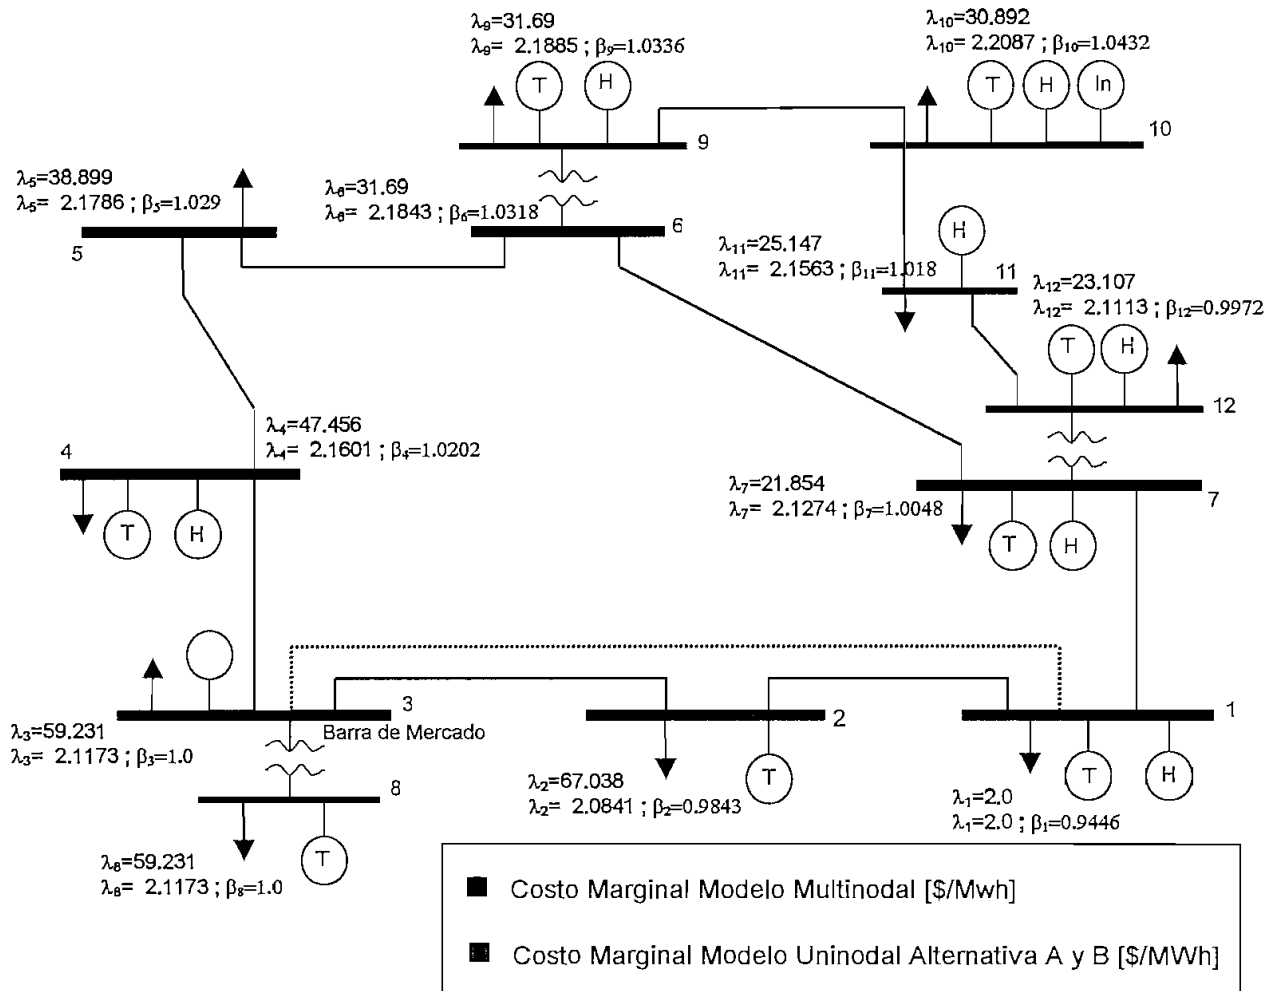 λ9=31.69
λ9= 2.1885 ; β9=1.0336
T
H
9
λ10=30.892
λ10= 2.2087 ; β10=1.0432
T
H
In
10
λ5=38.899
λ5= 2.1786 ; β5=1.029
5
λ6=31.69
λ6= 2.1843 ; β6=1.0318
6
λ11=25.147
λ11= 2.1563 ; β11=1.018
H
11
λ12=23.107
λ12= 2.1113 ; β12=0.9972
T
H
12
λ4=47.456
λ4= 2.1601 ; β4=1.0202
4
T
H
λ7=21.854
λ7= 2.1274 ; β7=1.0048
7
T
H
3
Barra de Mercado
λ3=59.231
λ3= 2.1173 ; β3=1.0
2
T
λ2=67.038
λ2= 2.0841 ; β2=0.9843
1
T
H
λ1=2.0
λ1=2.0 ; β1=0.9446
8
T
λ8=59.231
λ8= 2.1173 ; β8=1.0
Costo Marginal Modelo Multinodal [$/Mwh]
Costo Marginal Modelo Uninodal Alternativa A y B [$/MWh]